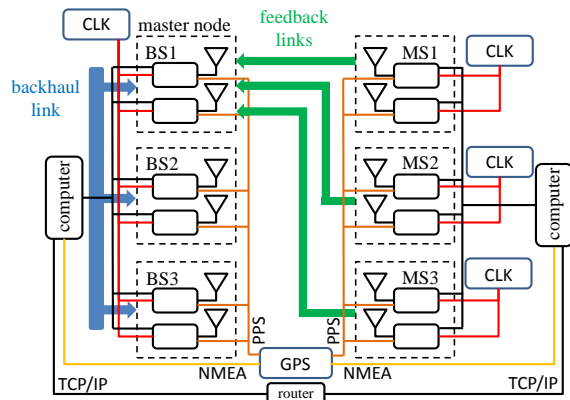 master node
feedback
links
CLK
BS1
MS1
CLK
backhaul
link
BS2
MS2
CLK
computer
computer
BS3
MS3
CLK
PPS
PPS
GPS
NMEA
NMEA
TCP/IP
TCP/IP
router